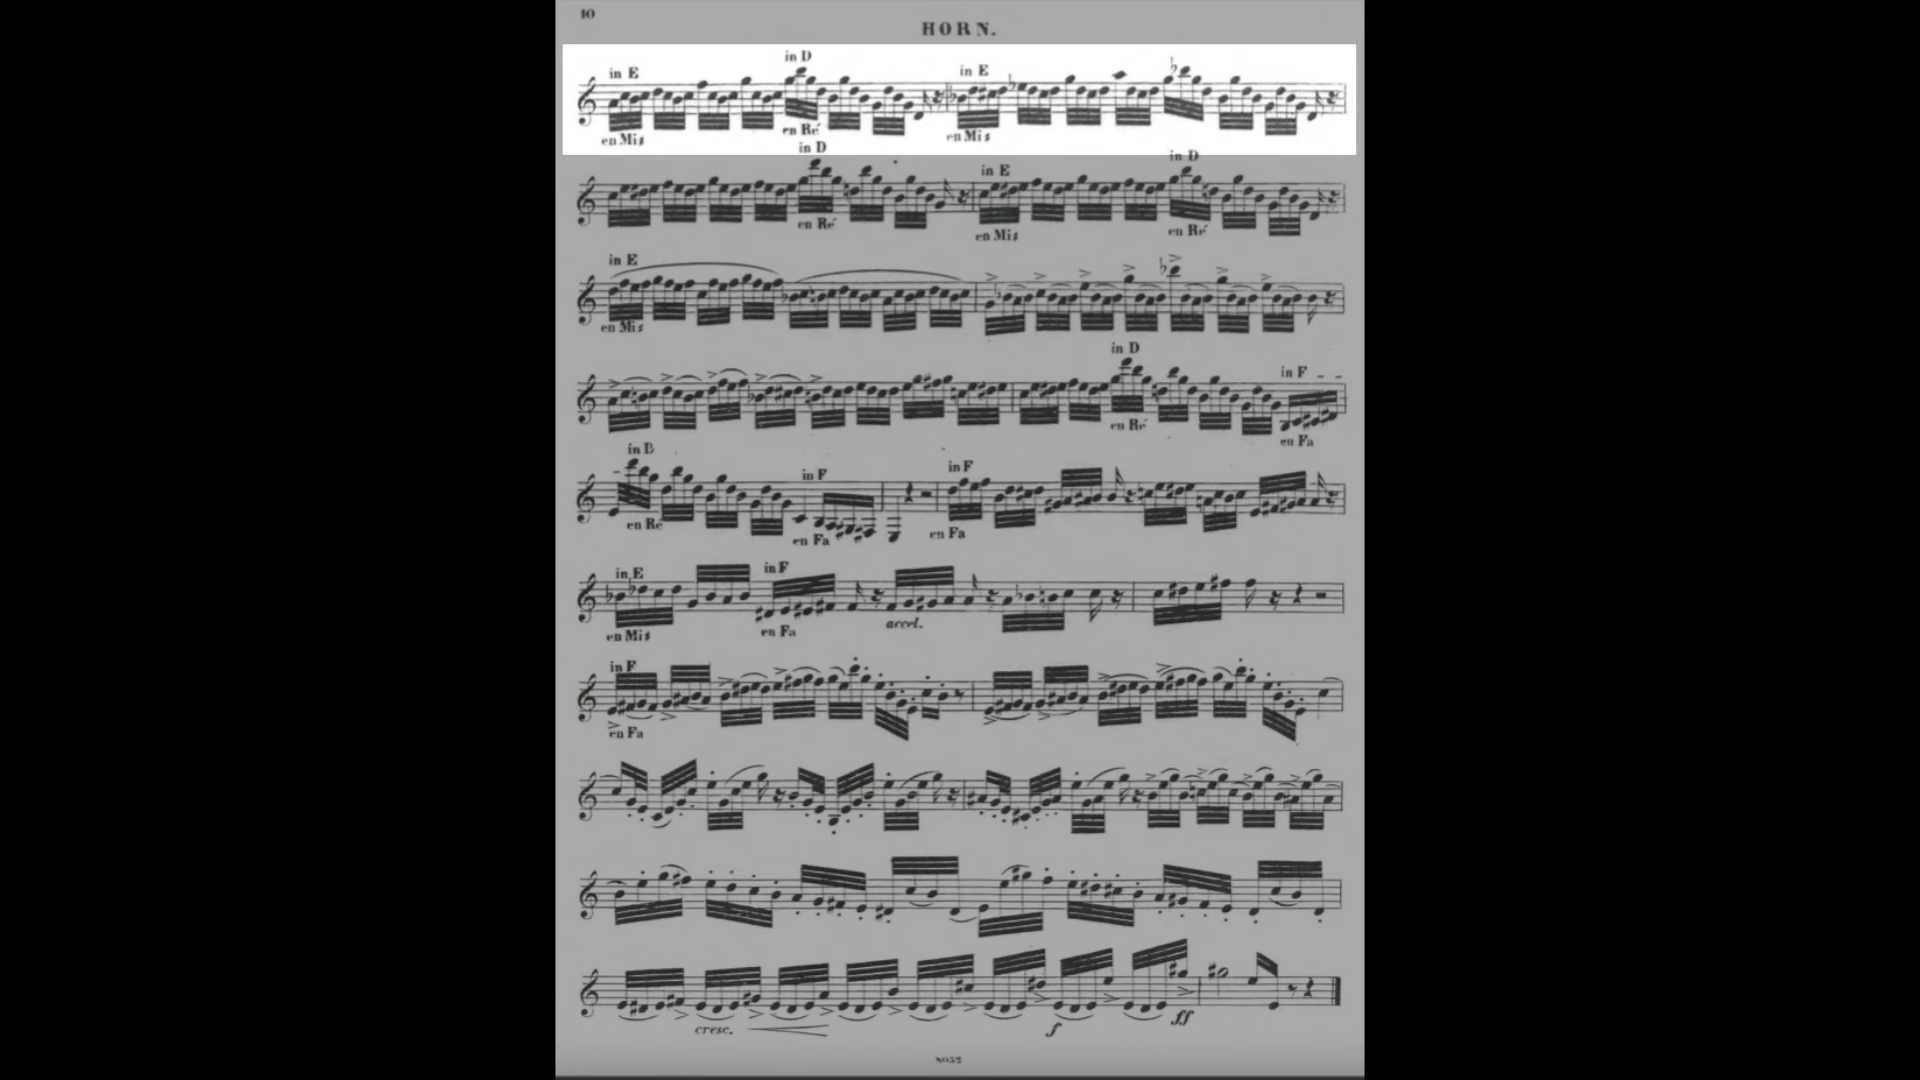 10
HORN.
in D
in E in E
en Ré
en Mi♯ en Mi♯
in D in D
in E
en Ré
en Mi♯ en Ré
in E
en Mi♯
in D
in F
en Ré
en Fa
in D
in F in F
en Ré
en Fa en Fa
in E in F
accel.
en Mi♯ en Fa
in F
en Fa
cresc. f ff
8052